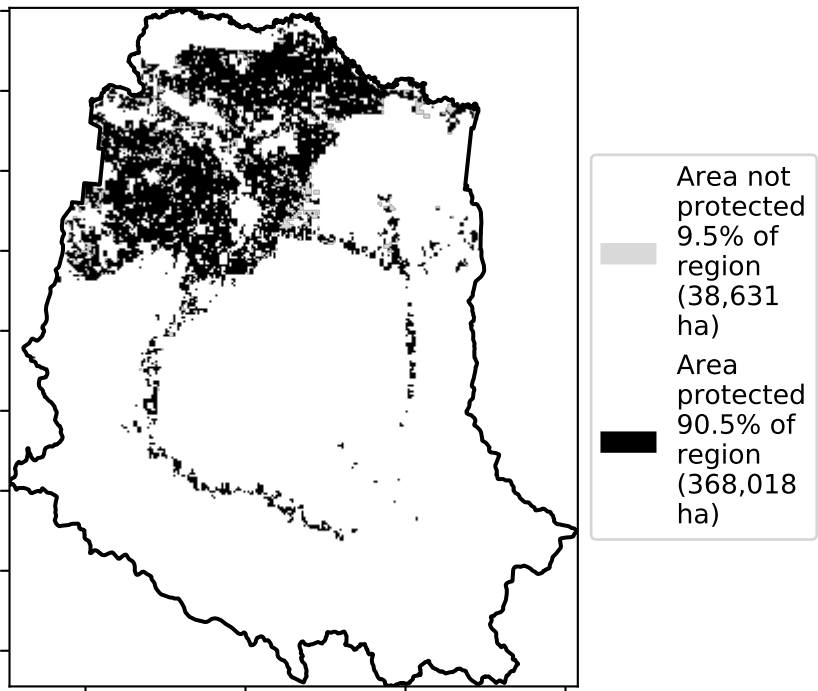 Area not
protected
9.5% of
region
(38,631
ha)
Area
protected
90.5% of
region
(368,018
ha)